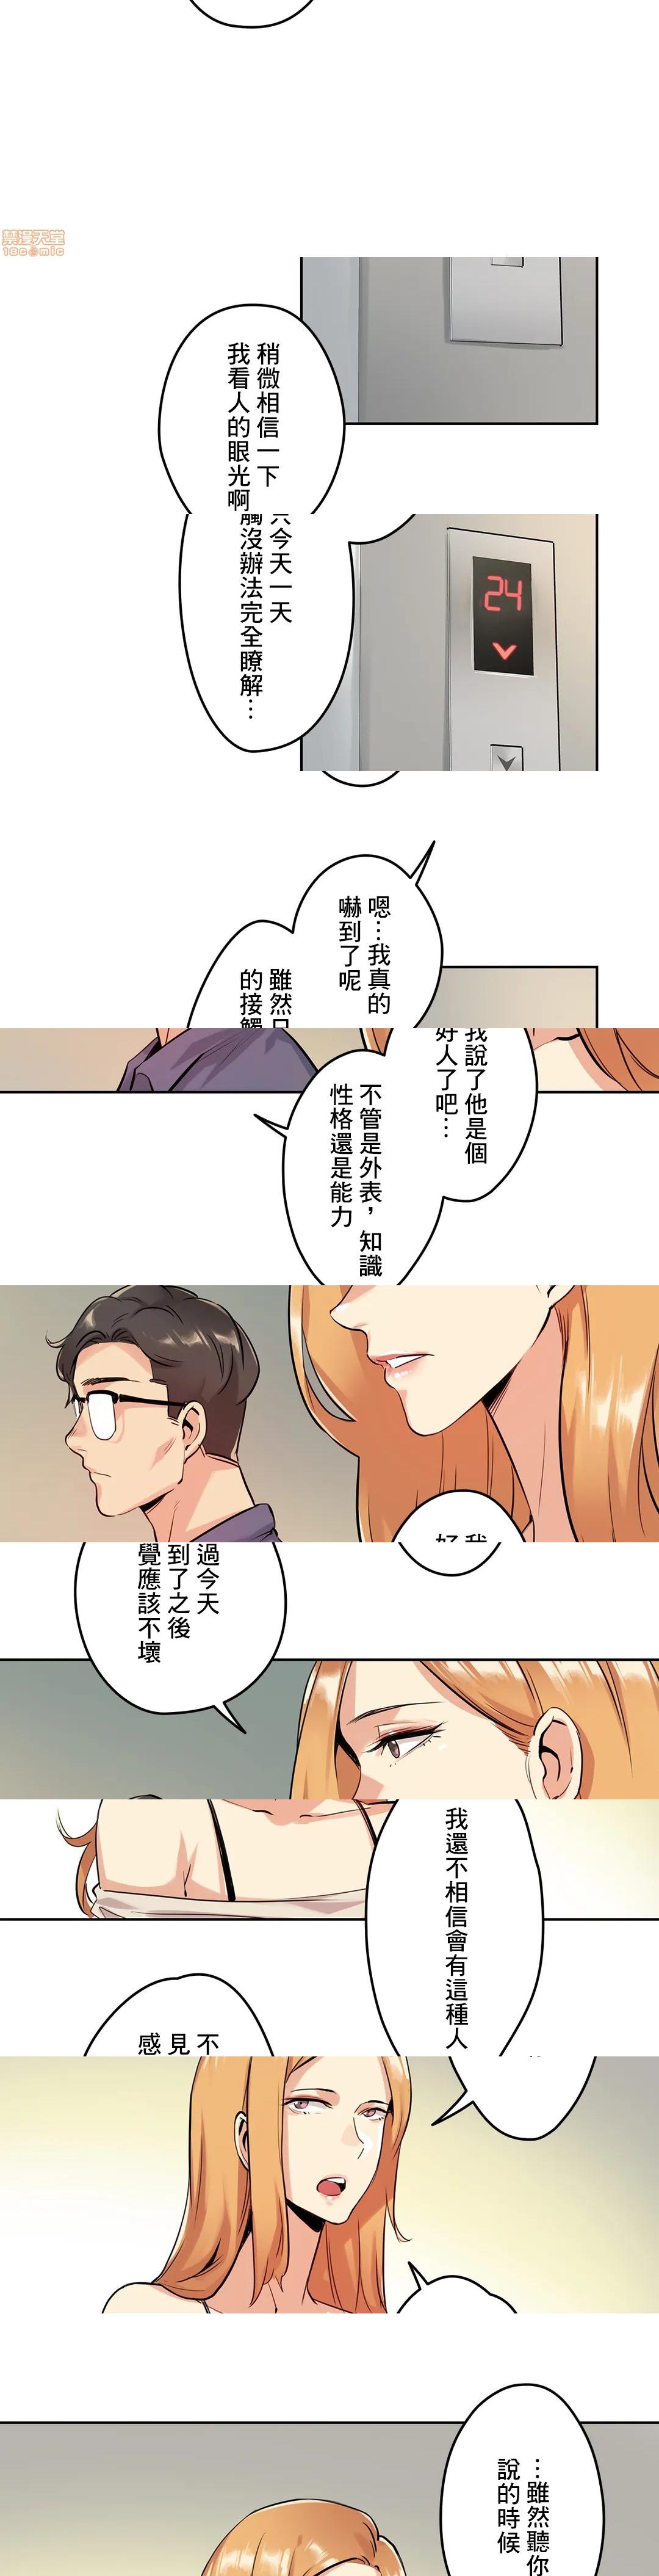 禁漫天堂
18comic
稍微相信一下
我看人的眼光啊
只今天一天
觸沒辦法完全瞭解…
24
嗯…我真的
嚇到了呢
雖然只
的接觸
我說了他是個
好人了吧…
不管是外表，知識
性格還是能力
過今天
到了之後
覺應該不壞
我還不相信會有這種人
不
見
感
…雖然聽你
說的時候